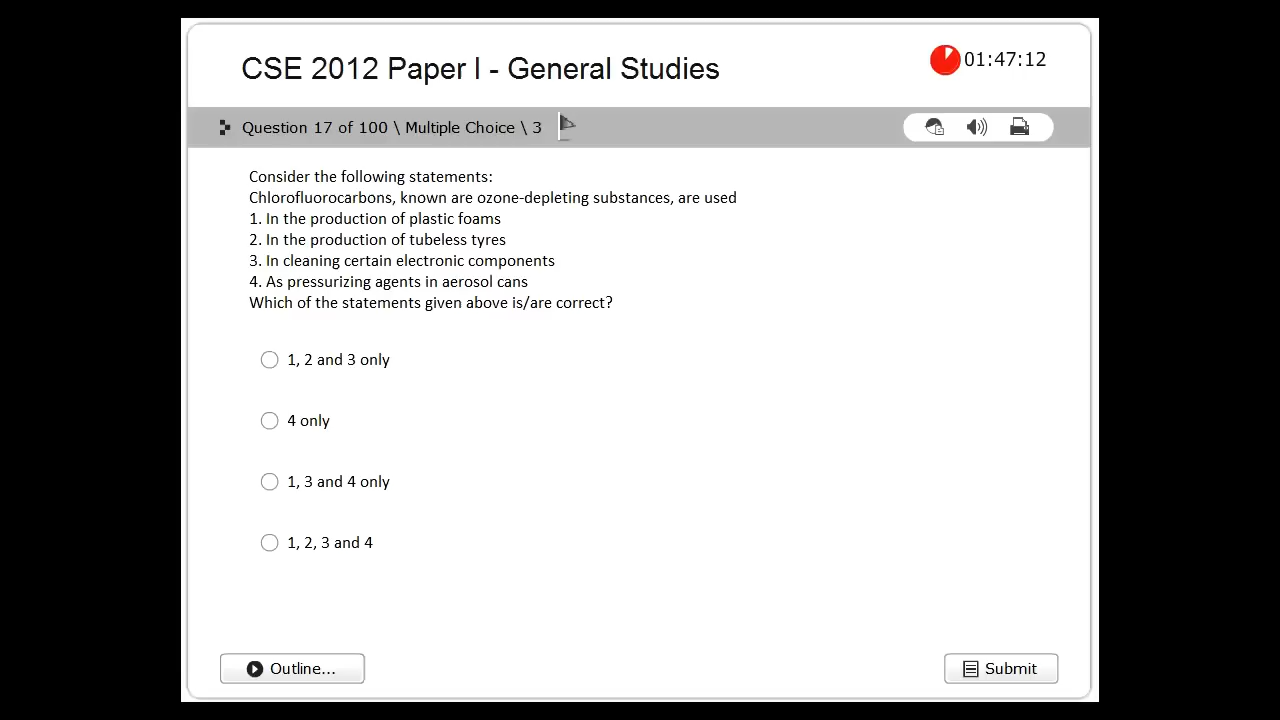 CSE 2012 Paper I - General Studies
01:47:12
Question 17 of 100 \ Multiple Choice \ 3
Consider the following statements:
Chlorofluorocarbons, known are ozone-depleting substances, are used
1. In the production of plastic foams
2. In the production of tubeless tyres
3. In cleaning certain electronic components
4. As pressurizing agents in aerosol cans
Which of the statements given above is/are correct?
1, 2 and 3 only
4 only
1, 3 and 4 only
1, 2, 3 and 4
Outline...
Submit